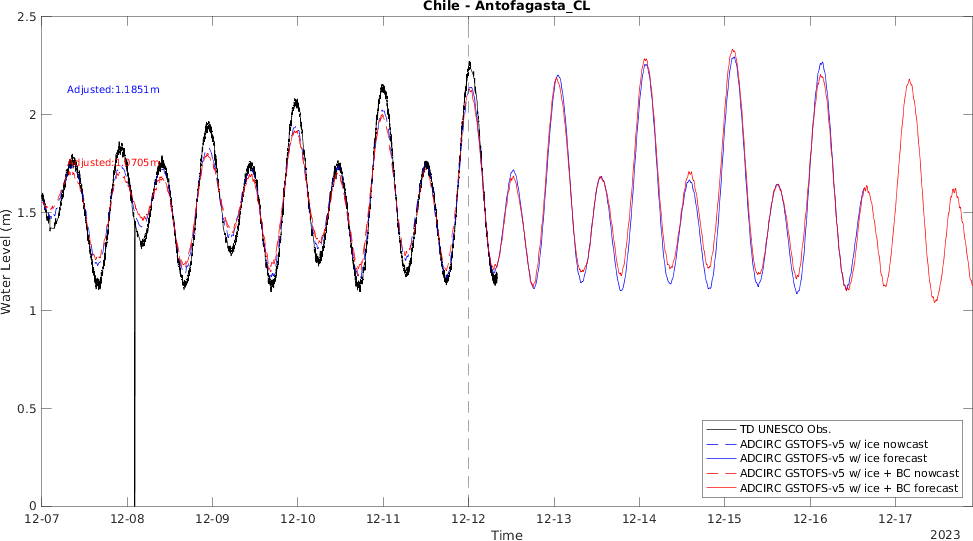 Chile - Antofagasta_CL
2.5
2
1.5
1
0.5
0
Water Level (m)
Adjusted:1.1851m
Adjusted:1.0705m
TD UNESCO Obs.
ADCIRC GSTOFS-v5 w/ ice nowcast
ADCIRC GSTOFS-v5 w/ ice forecast
ADCIRC GSTOFS-v5 w/ ice + BC nowcast
ADCIRC GSTOFS-v5 w/ ice + BC forecast
12-07 12-08 12-09 12-10 12-11 12-12 12-13 12-14 12-15 12-16 12-17
Time
2023